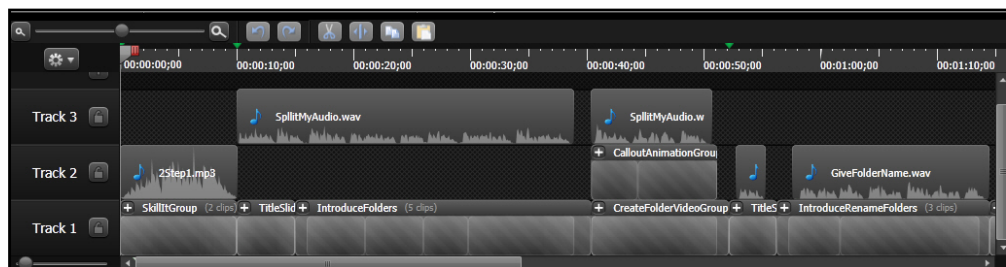 00:00:00;00 00:00:10;00 00:00:20;00 00:00:30;00 00:00:40;00 00:00:50;00 00:01:00;00 00:01:10;00
Track 3 SpllitMyAudio.wav SpllitMyAudio.w
+ CalloutAnimationGrou
Track 2 2Step1.mp3 GiveFolderName.wav
+ SkillItGroup (2 clips) + TitleSlid + IntroduceFolders (5 clips) + CreateFolderVideoGroup + TitleS + IntroduceRenameFolders (3 clips)
Track 1